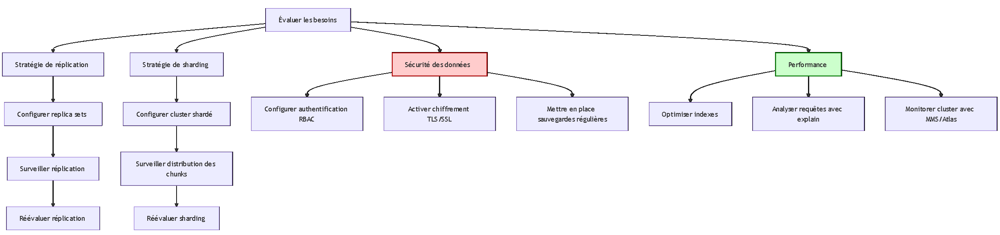 Évaluer les besoins
Stratégie de réplication
Stratégie de sharding
Sécurité des données
Performance
Configurer replica sets
Configurer cluster shardé
Configurer authentification
RBAC
Activer chiffrement
TLS/SSL
Mettre en place
sauvegardes régulières
Optimiser indexes
Analyser requêtes avec
explain
Monitorer cluster avec
MMS/Atlas
Surveiller réplication
Surveiller distribution des
chunks
Réévaluer réplication
Réévaluer sharding